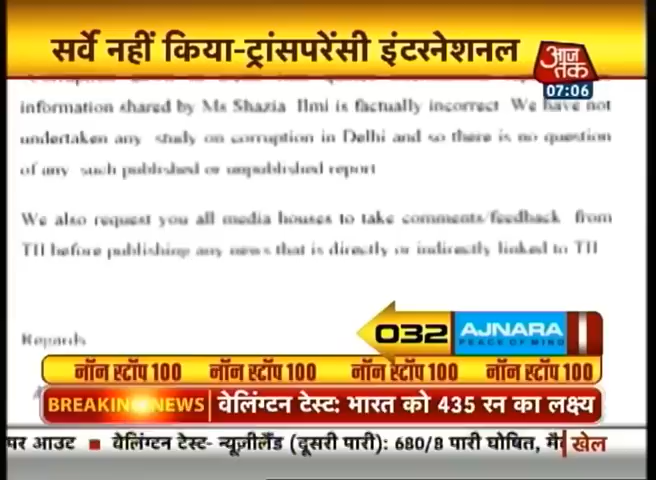 सर्वे नहीं किया-ट्रांसपरेंसी इंटरनेशनल
आज
तक
07:06
information shared by Ms Shazia Ilmi is factually incorrect We have not
undertaken any study on corruption in Delhi and so there is no question
of any such published or unpublished report
We also request you all media houses to take comments/feedback from
TII before publishing any news that is directly or indirectly linked to TII
Regards
032
AJNARA
PEACE OF MIND
नॉन स्टॉप 100 नॉन स्टॉप 100 नॉन स्टॉप 100 नॉन स्टॉप 100
BREAKING NEWS वेलिंग्टन टेस्ट: भारत को 435 रन का लक्ष्य
पर आउट ■ वेलिंग्टन टेस्ट- न्यूज़ीलैंड (दूसरी पारी): 680/8 पारी घोषित, खेल